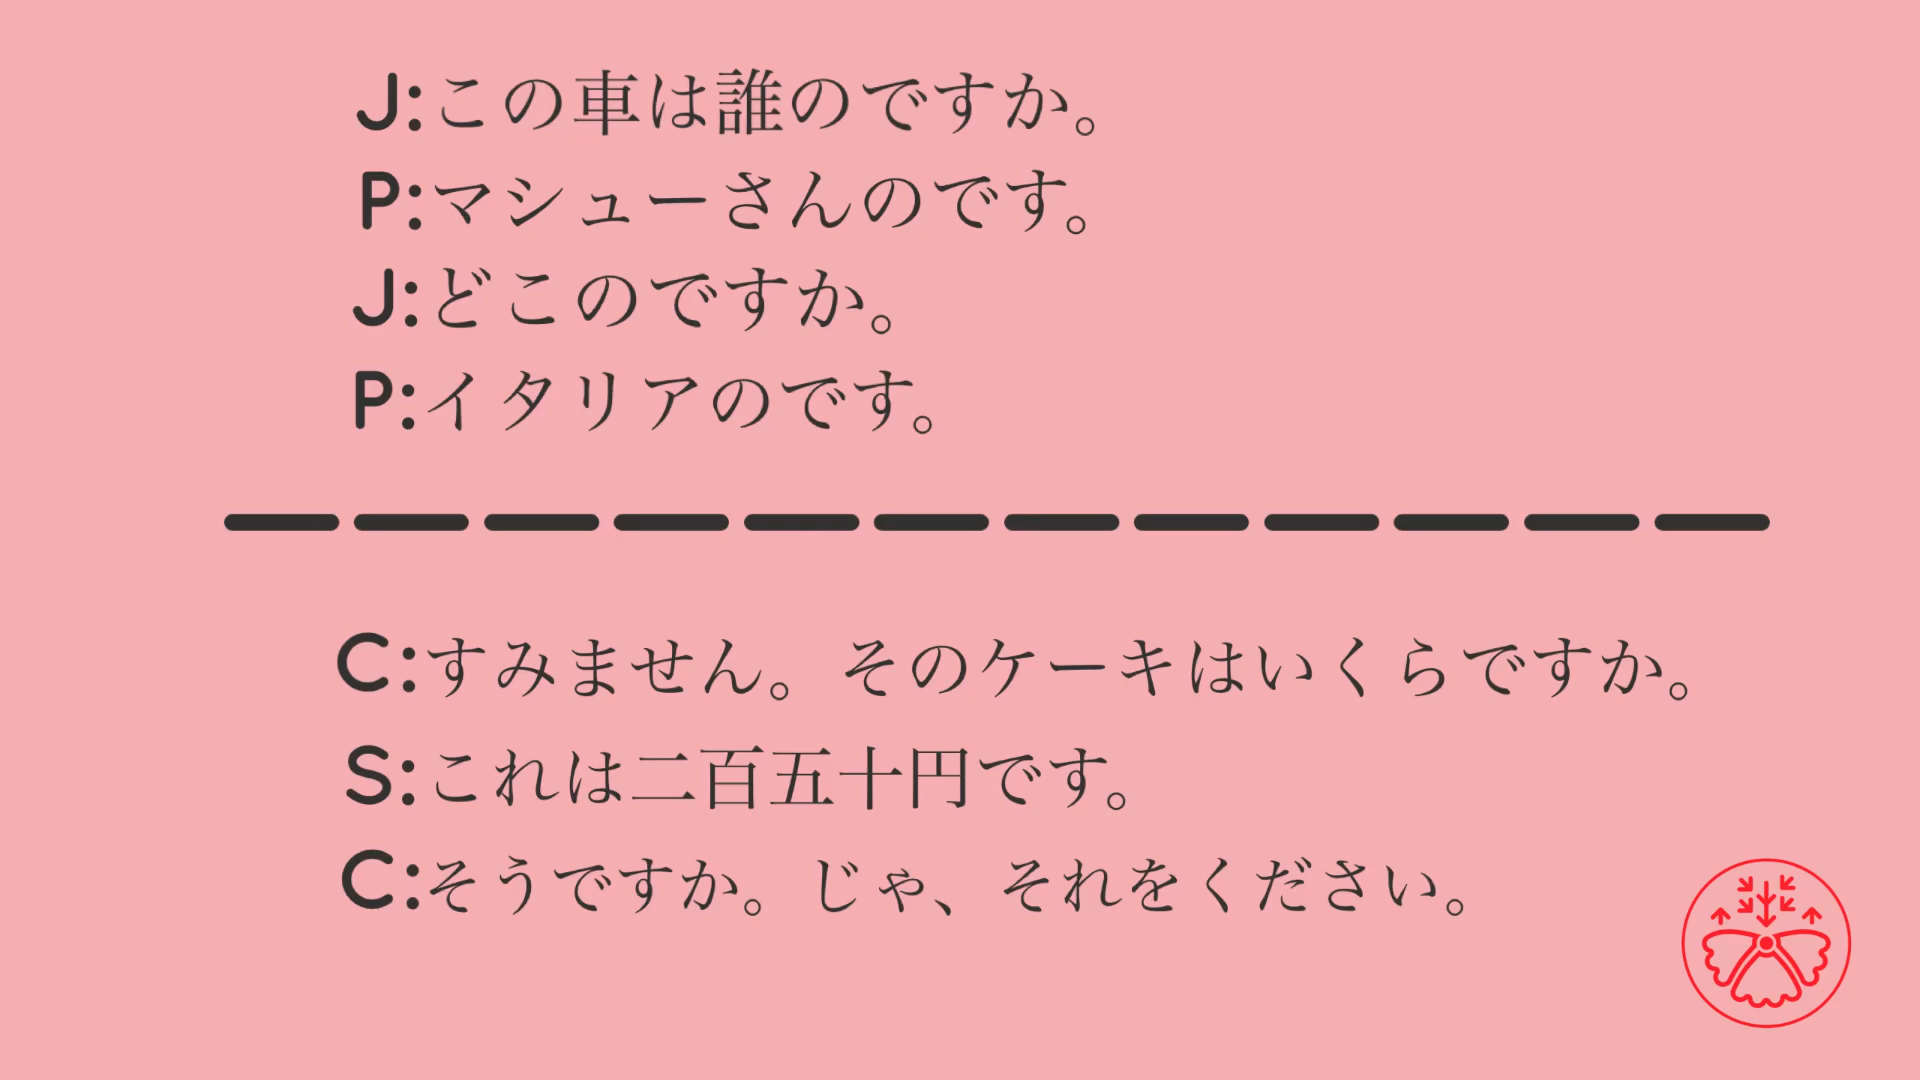 J:この車は誰のですか。
P:マシューさんのです。
J:どこのですか。
P:イタリアのです。
C:すみません。そのケーキはいくらですか。
S:これは二百五十円です。
C:そうですか。じゃ、それをください。